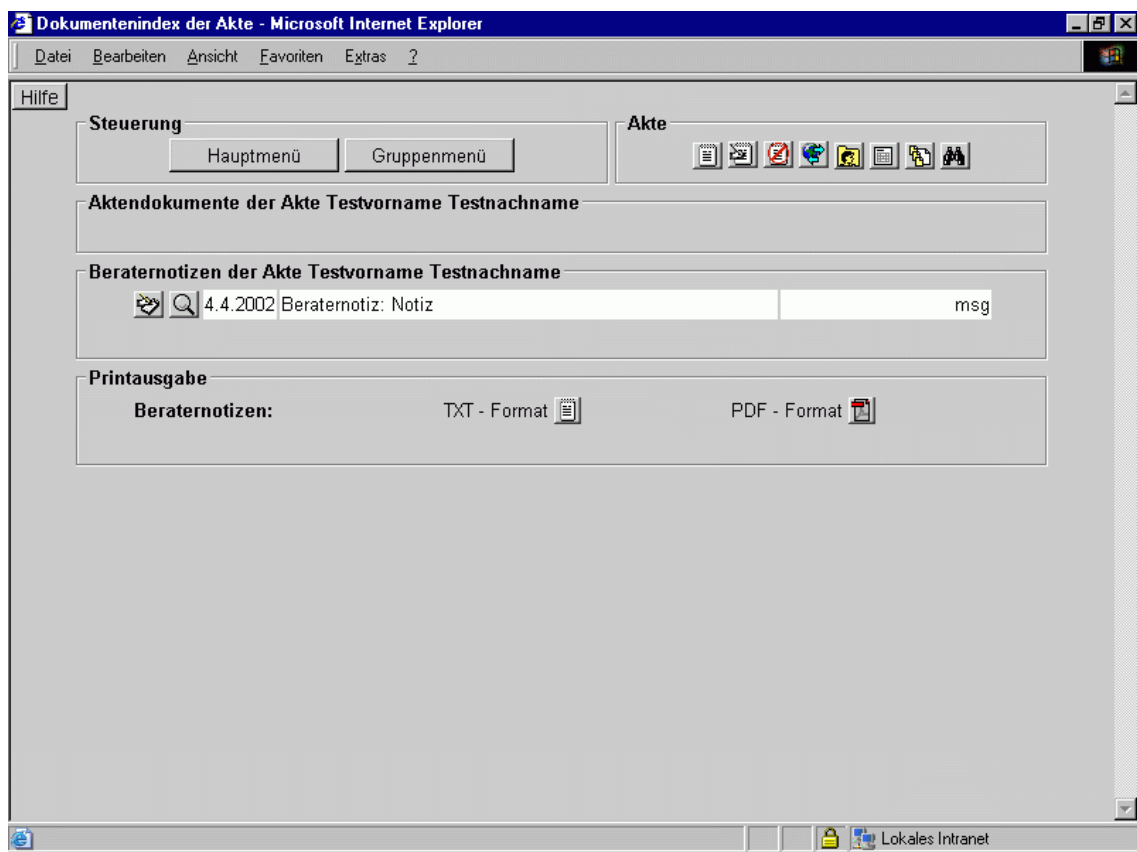 Dokumentenindex der Akte - Microsoft Internet Explorer
Datei Bearbeiten Ansicht Favoriten Extras ?
Hilfe
Steuerung
Hauptmenü Gruppenmenü
Akte
Aktendokumente der Akte Testvorname Testnachname
Beraternotizen der Akte Testvorname Testnachname
4.4.2002 Beraternotiz: Notiz msg
Printausgabe
Beraternotizen: TXT - Format PDF - Format
Lokales Intranet